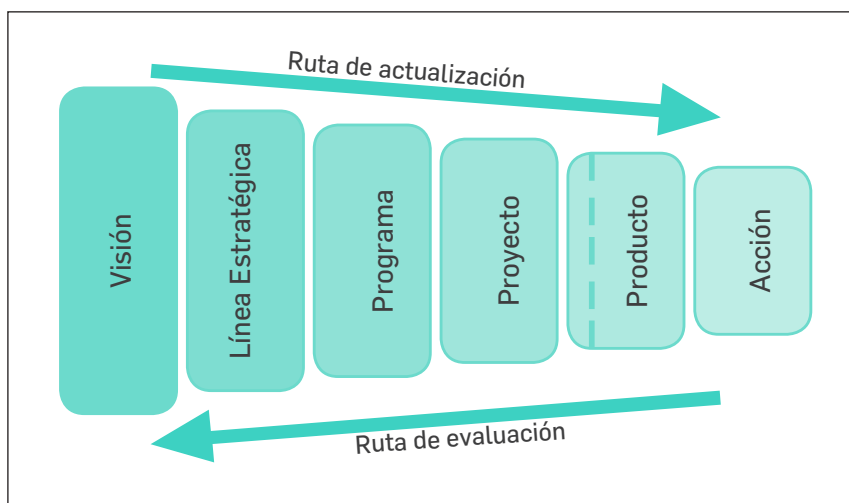 Ruta de actualización
Visión
Línea Estratégica
Programa
Proyecto
Producto
Acción
Ruta de evaluación